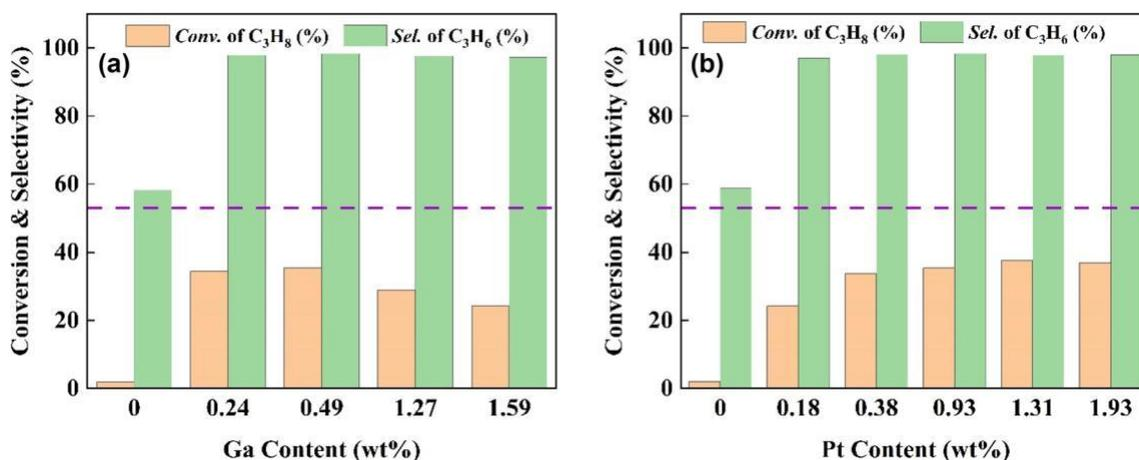 Conv. of C₃H₈ (%) Sel. of C₃H₆ (%)
(a)
Conversion & Selectivity (%)
100
80
60
40
20
0
0 0.24 0.49 1.27 1.59
Ga Content (wt%)
Conv. of C₃H₈ (%) Sel. of C₃H₆ (%)
(b)
Conversion & Selectivity (%)
100
80
60
40
20
0
0 0.18 0.38 0.93 1.31 1.93
Pt Content (wt%)